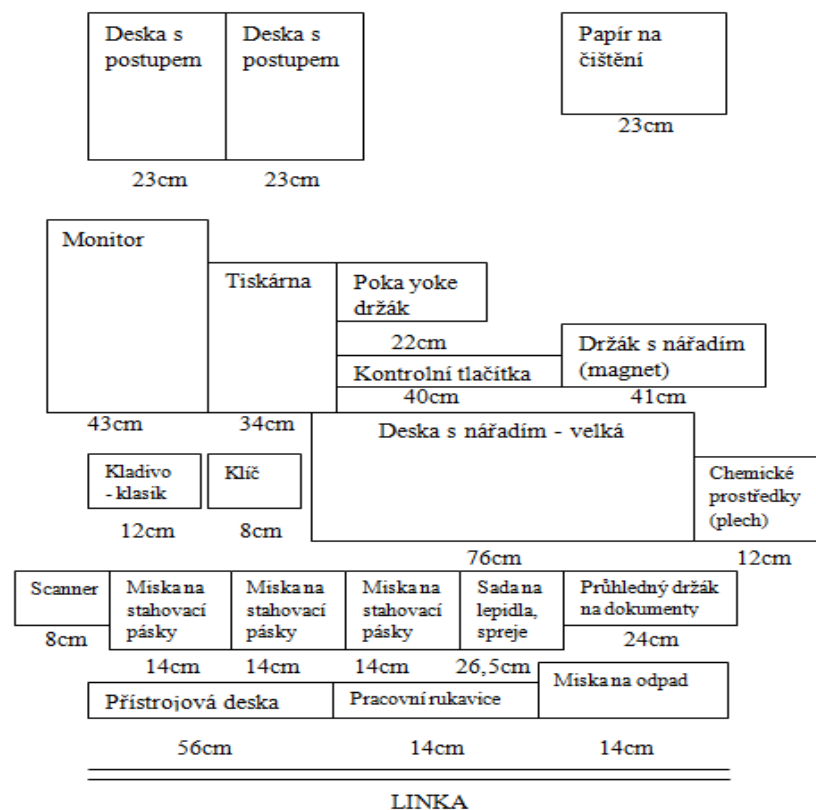 Deska s
postupem
Deska s
postupem
Papír na
čištění
23cm
23cm
23cm
Monitor
Tiskárna
Poka yoke
držák
22cm
Držák s nářadím
(magnet)
Kontrolní tlačítka
40cm
41cm
43cm
34cm
Deska s nářadím - velká
Kladivo
- klasik
Klíč
Chemické
prostředky
(plech)
12cm
8cm
76cm
12cm
Scanner
Miska na
stahovací
pásky
Miska na
stahovací
pásky
Miska na
stahovací
pásky
Sada na
lepidla,
spreje
Průhledný držák
na dokumenty
8cm
24cm
14cm
14cm
14cm
26,5cm
Přístrojová deska
Pracovní rukavice
Miska na odpad
56cm
14cm
14cm
LINKA